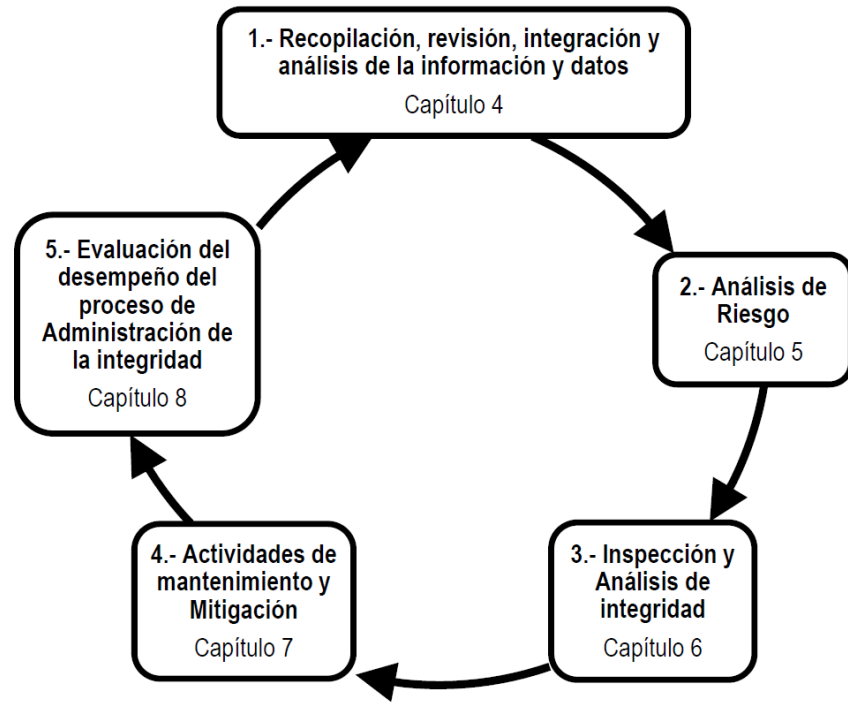 1.- Recopilación, revisión, integración y
análisis de la información y datos
Capítulo 4
2.- Análisis de
Riesgo
Capítulo 5
3.- Inspección y
Análisis de
integridad
Capítulo 6
4.- Actividades de
mantenimiento y
Mitigación
Capítulo 7
5.- Evaluación del
desempeño del
proceso de
Administración de
la integridad
Capítulo 8